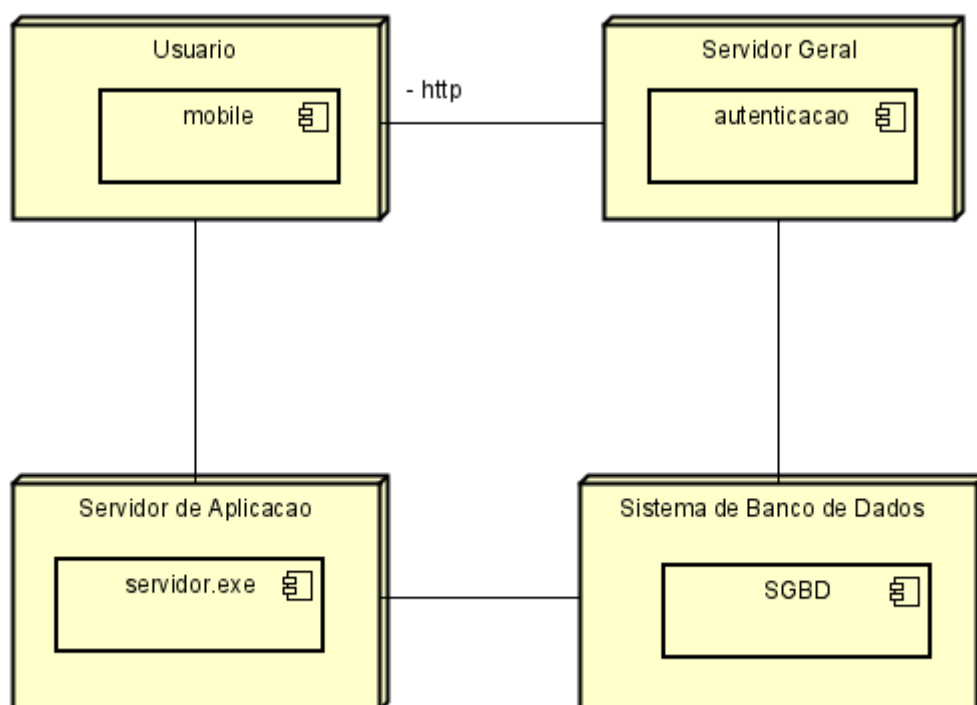 Usuario
mobile
- http
Servidor Geral
autenticacao
Servidor de Aplicacao
servidor.exe
Sistema de Banco de Dados
SGBD